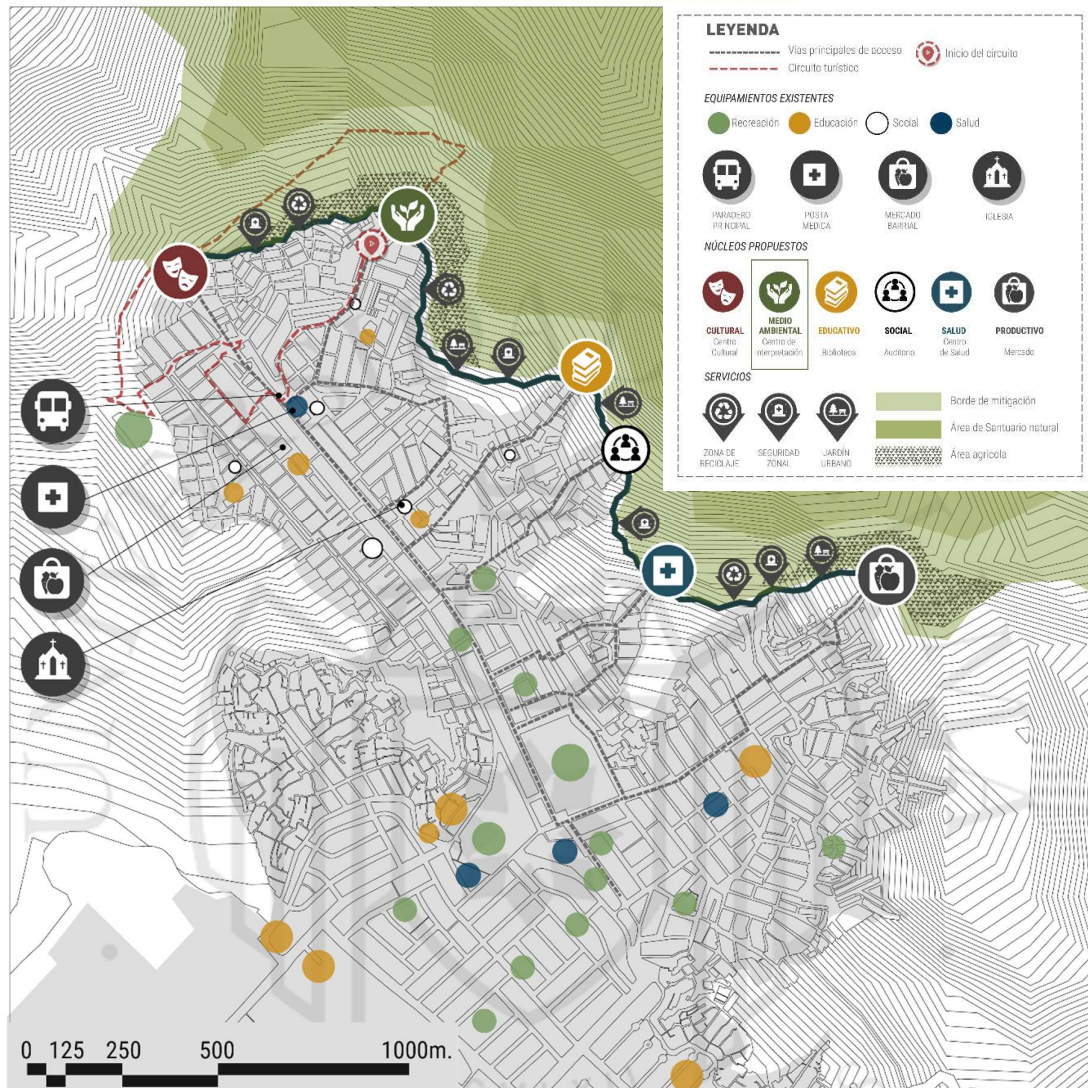 LEYENDA
Vías principales de acceso
Inicio del circuito
Circuito turístico
EQUIPAMIENTOS EXISTENTES
Recreación
Educación
Social
Salud
PARADERO
PRINCIPAL
POSTA
MEDICA
MERCADO
BARRIAL
IGLESIA
NÚCLEOS PROPUESTOS
CULTURAL
Centro
Cultural
MEDIO
AMBIENTAL
Centro de
interpretación
EDUCATIVO
Biblioteca
SOCIAL
Auditorio
SALUD
Centro
de Salud
PRODUCTIVO
Mercado
SERVICIOS
ZONA DE
RECICLAJE
SEGURIDAD
ZONAL
JARDÍN
URBANO
Borde de mitigación
Área de Santuario natural
Área agricola
0 125 250 500 1000m.